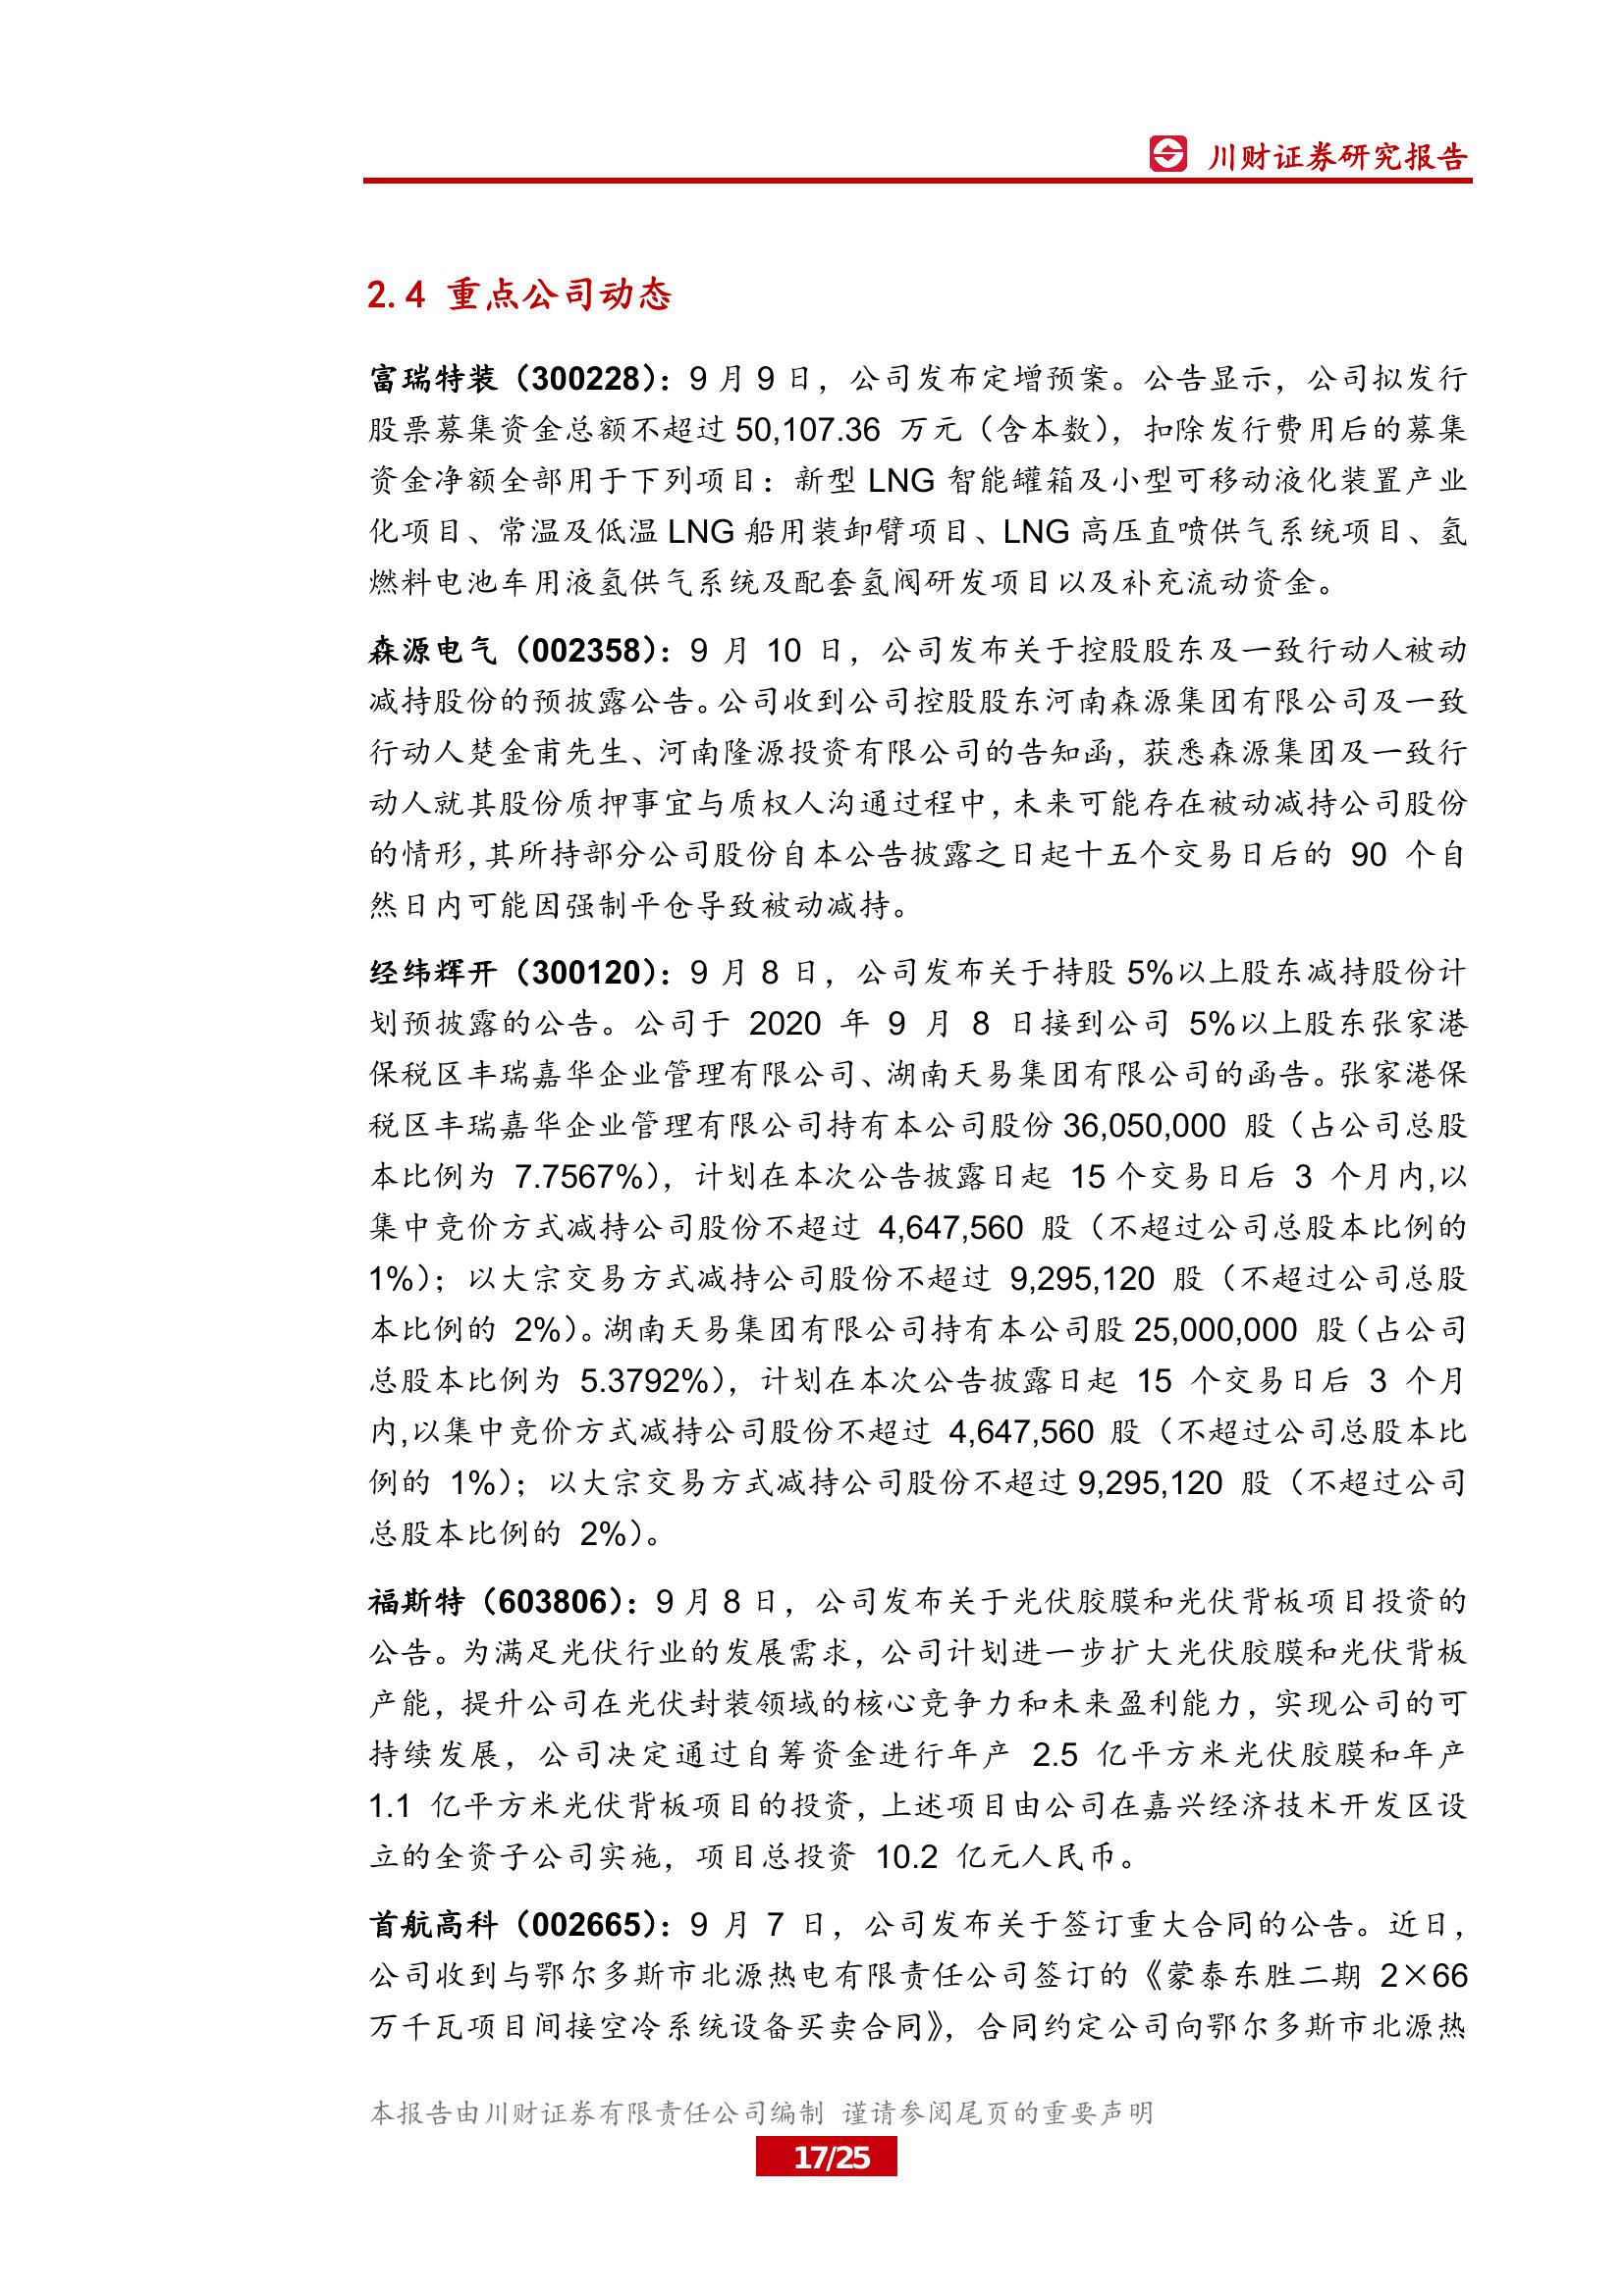 川财证券研究报告
2.4 重点公司动态
富瑞特装（300228）：9 月 9 日，公司发布定增预案。公告显示，公司拟发行
股票募集资金总额不超过 50,107.36 万元（含本数），扣除发行费用后的募集
资金净额全部用于下列项目：新型 LNG 智能罐箱及小型可移动液化装置产业
化项目、常温及低温 LNG 船用装卸臂项目、LNG 高压直喷供气系统项目、氢
燃料电池车用液氢供气系统及配套氢阀研发项目以及补充流动资金。
森源电气（002358）：9 月 10 日，公司发布关于控股股东及一致行动人被动
减持股份的预披露公告。公司收到公司控股股东河南森源集团有限公司及一致
行动人楚金甫先生、河南隆源投资有限公司的告知函，获悉森源集团及一致行
动人就其股份质押事宜与质权人沟通过程中，未来可能存在被动减持公司股份
的情形，其所持部分公司股份自本公告披露之日起十五个交易日后的 90 个自
然日内可能因强制平仓导致被动减持。
经纬辉开（300120）：9 月 8 日，公司发布关于持股 5%以上股东减持股份计
划预披露的公告。公司于 2020 年 9 月 8 日接到公司 5%以上股东张家港
保税区丰瑞嘉华企业管理有限公司、湖南天易集团有限公司的函告。张家港保
税区丰瑞嘉华企业管理有限公司持有本公司股份 36,050,000 股（占公司总股
本比例为 7.7567%），计划在本次公告披露日起 15 个交易日后 3 个月内,以
集中竞价方式减持公司股份不超过 4,647,560 股（不超过公司总股本比例的
1%）；以大宗交易方式减持公司股份不超过 9,295,120 股（不超过公司总股
本比例的 2%）。湖南天易集团有限公司持有本公司股 25,000,000 股（占公司
总股本比例为 5.3792%），计划在本次公告披露日起 15 个交易日后 3 个月
内,以集中竞价方式减持公司股份不超过 4,647,560 股（不超过公司总股本比
例的 1%）；以大宗交易方式减持公司股份不超过 9,295,120 股（不超过公司
总股本比例的 2%）。
福斯特（603806）：9 月 8 日，公司发布关于光伏胶膜和光伏背板项目投资的
公告。为满足光伏行业的发展需求，公司计划进一步扩大光伏胶膜和光伏背板
产能，提升公司在光伏封装领域的核心竞争力和未来盈利能力，实现公司的可
持续发展，公司决定通过自筹资金进行年产 2.5 亿平方米光伏胶膜和年产
1.1 亿平方米光伏背板项目的投资，上述项目由公司在嘉兴经济技术开发区设
立的全资子公司实施，项目总投资 10.2 亿元人民币。
首航高科（002665）：9 月 7 日，公司发布关于签订重大合同的公告。近日，
公司收到与鄂尔多斯市北源热电有限责任公司签订的《蒙泰东胜二期 2×66
万千瓦项目间接空冷系统设备买卖合同》，合同约定公司向鄂尔多斯市北源热
本报告由川财证券有限责任公司编制 谨请参阅尾页的重要声明
17/25